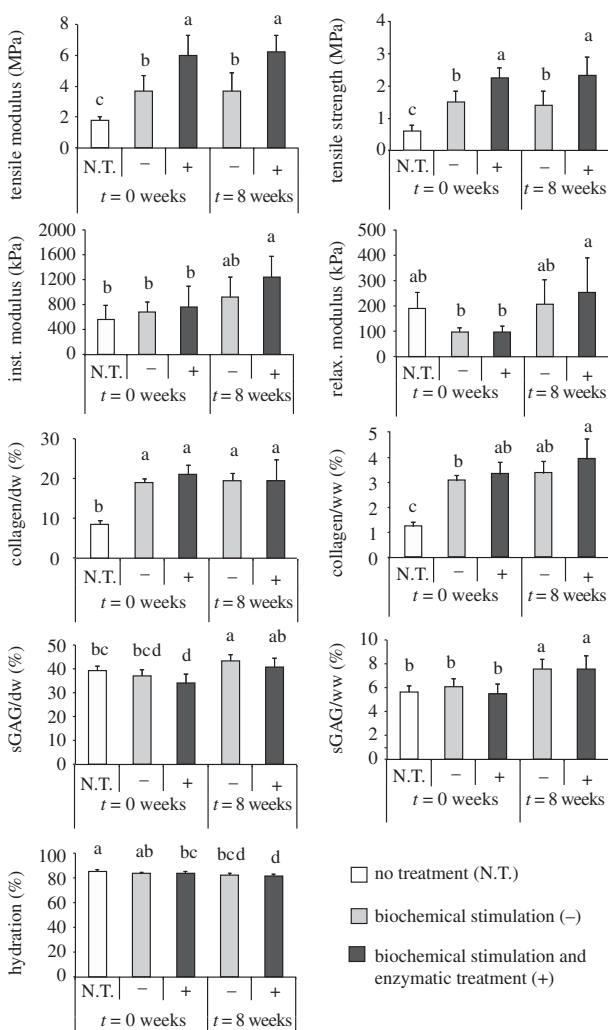 tensile modulus (MPa)
8
6
4
2
0
c
b
a
b
a
N.T.
–
+
–
+
t = 0 weeks
t = 8 weeks
tensile strength (MPa)
4
3
2
1
0
c
b
a
b
a
N.T.
–
+
–
+
t = 0 weeks
t = 8 weeks
inst. modulus (kPa)
2000
1600
1200
800
400
0
b
b
b
ab
a
N.T.
–
+
–
+
t = 0 weeks
t = 8 weeks
relax. modulus (kPa)
500
400
300
200
100
0
ab
b
b
ab
a
N.T.
–
+
–
+
t = 0 weeks
t = 8 weeks
collagen/dw (%)
30
20
10
0
b
a
a
a
a
N.T.
–
+
–
+
t = 0 weeks
t = 8 weeks
collagen/ww (%)
5
4
3
2
1
0
c
b
ab
ab
a
N.T.
–
+
–
+
t = 0 weeks
t = 8 weeks
sGAG/dw (%)
50
40
30
20
10
0
bc
bcd
d
a
ab
N.T.
–
+
–
+
t = 0 weeks
t = 8 weeks
sGAG/ww (%)
10
8
6
4
2
0
b
b
b
a
a
N.T.
–
+
–
+
t = 0 weeks
t = 8 weeks
hydration (%)
100
80
60
40
20
0
a
ab
bc
bcd
d
N.T.
–
+
–
+
t = 0 weeks
t = 8 weeks
no treatment (N.T.)
biochemical stimulation (–)
biochemical stimulation and
enzymatic treatment (+)